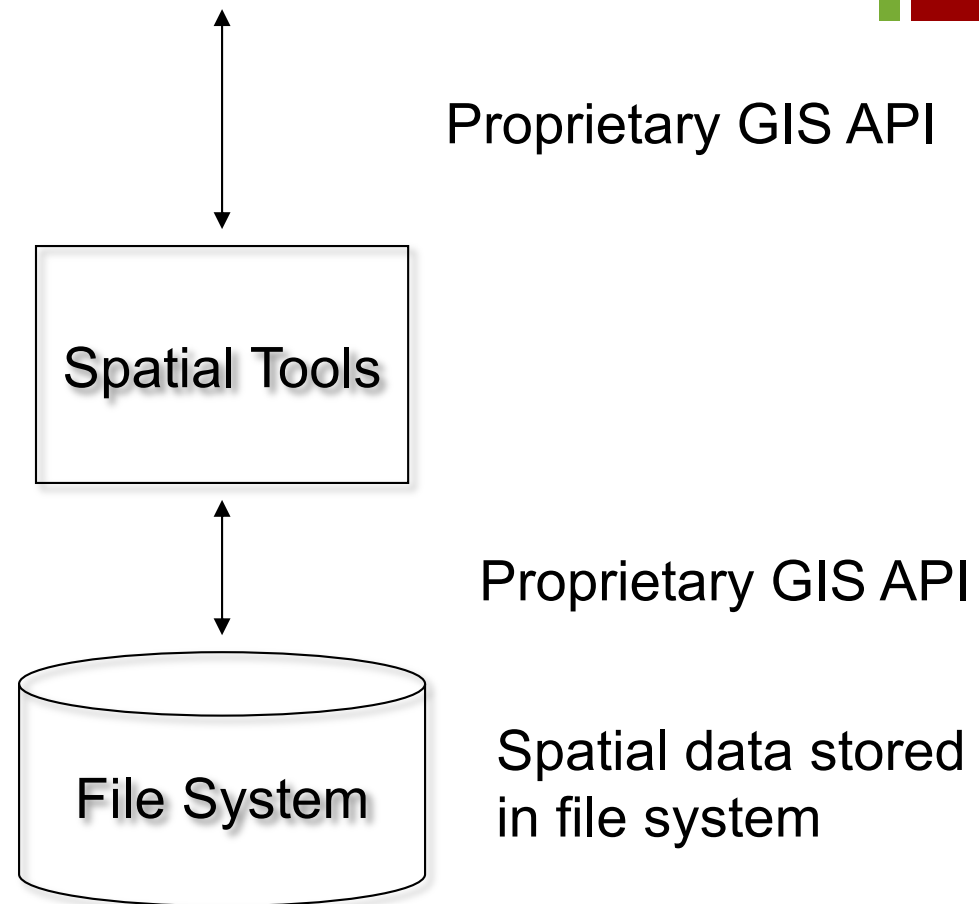 Proprietary GIS API
Spatial Tools
Proprietary GIS API
File System
Spatial data stored
in file system